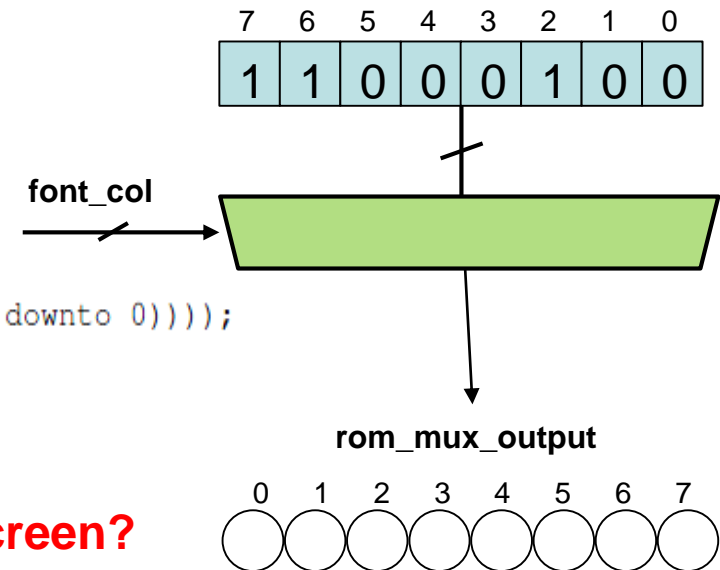 7 6 5 4 3 2 1 0
1 1 0 0 0 1 0 0
font_col
downto 0))));
rom_mux_output
0 1 2 3 4 5 6 7
creen?